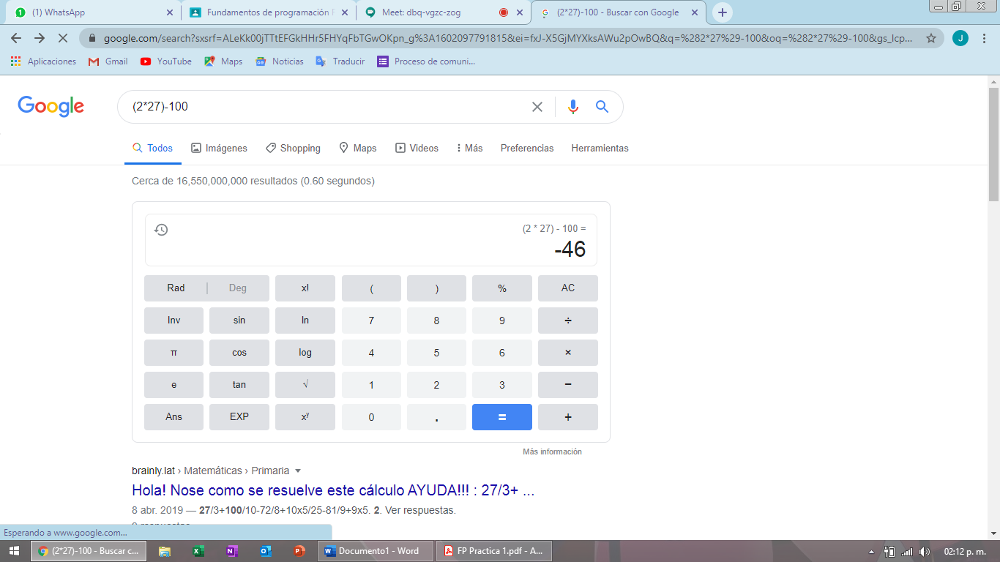 (1) WhatsApp
Fundamentos de programación F
Meet: dbq-vgzc-zog
(2*27)-100 - Buscar con Google
google.com/search?sxsrf=ALeKk00jTTtEFGkHHr5FHYqFbTGwOKpn_g%3A1602097791815&ei=fxJ-X5GjMYXksAWu2pOwBQ&q=%282*27%29-100&oq=%282*27%29-100&gs_lcp...
J
Aplicaciones
Gmail
YouTube
Maps
Noticias
Traducir
Proceso de comuni...
Google
(2*27)-100
Todos
Imágenes
Shopping
Maps
Videos
Más
Preferencias
Herramientas
Cerca de 16,550,000,000 resultados (0.60 segundos)
(2 * 27) - 100 =
-46
Rad | Deg x! ( ) % AC
Inv sin ln 7 8 9 ÷
π cos log 4 5 6 ×
e tan √ 1 2 3 −
Ans EXP xʸ 0 . = +
Más información
brainly.lat › Matemáticas › Primaria
Hola! Nose como se resuelve este cálculo AYUDA!!! : 27/3+ ...
8 abr. 2019 — 27/3+100/10-72/8+10x5/25-81/9+9x5. 2. Ver respuestas.
Esperando a www.google.com...
(2*27)-100 - Buscar c...
Documento1 - Word
FP Practica 1.pdf - A...
02:12 p. m.